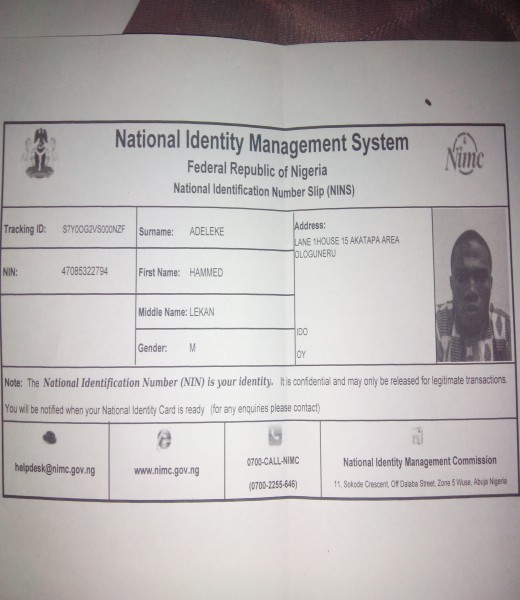 National Identity Management System
Federal Republic of Nigeria
National Identification Number Slip (NINS)
nimc
Tracking ID: S7Y0OG2VS000NZF
Surname: ADELEKE
Address:
LANE 1HOUSE 15 AKATAPA AREA
OLOGUNERU
NIN: 47085322794
First Name: HAMMED
Middle Name: LEKAN
IDO
Gender: M
OY
Note: The National Identification Number (NIN) is your identity. It is confidential and may only be released for legitimate transactions.
You will be notified when your National Identity Card is ready (for any enquiries please contact)
helpdesk@nimc.gov.ng
www.nimc.gov.ng
0700-CALL-NIMC
(0700-2255-646)
National Identity Management Commission
11, Sokode Crescent, Off Dalaba Street, Zone 5 Wuse, Abuja Nigeria